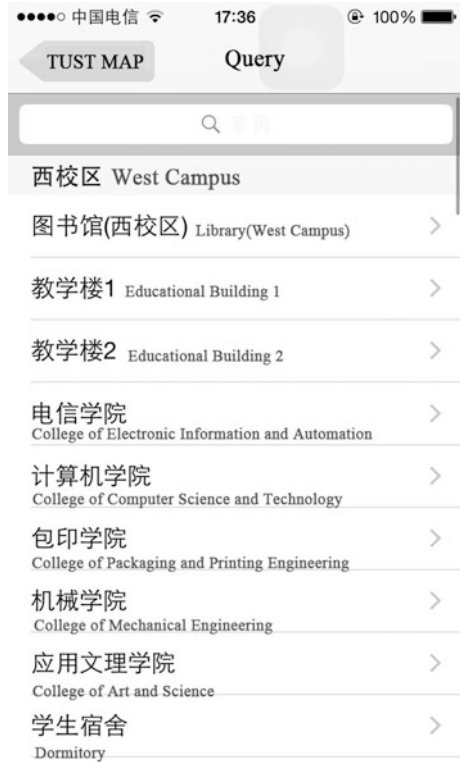 中国电信 17:36 100%
TUST MAP Query
西校区 West Campus
图书馆(西校区) Library(West Campus)
教学楼1 Educational Building 1
教学楼2 Educational Building 2
电信学院
College of Electronic Information and Automation
计算机学院
College of Computer Science and Technology
包印学院
College of Packaging and Printing Engineering
机械学院
College of Mechanical Engineering
应用文理学院
College of Art and Science
学生宿舍
Dormitory